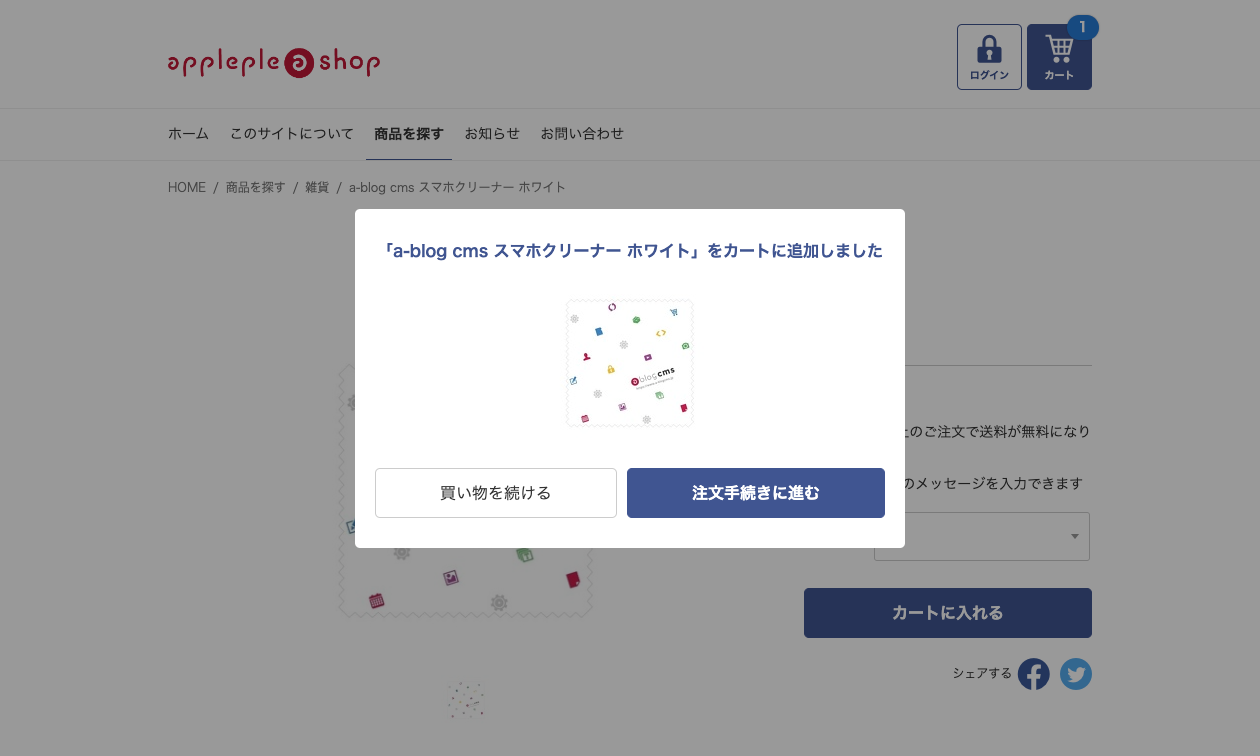 applepleⓐshop
1
ログイン
カート
ホーム このサイトについて 商品を探す お知らせ お問い合わせ
HOME / 商品を探す / 雑貨 / a-blog cms スマホクリーナー ホワイト
「a-blog cms スマホクリーナー ホワイト」をカートに追加しました
a blog cms
のご注文で送料が無料になり
のメッセージを入力できます
買い物を続ける
注文手続きに進む
カートに入れる
シェアする